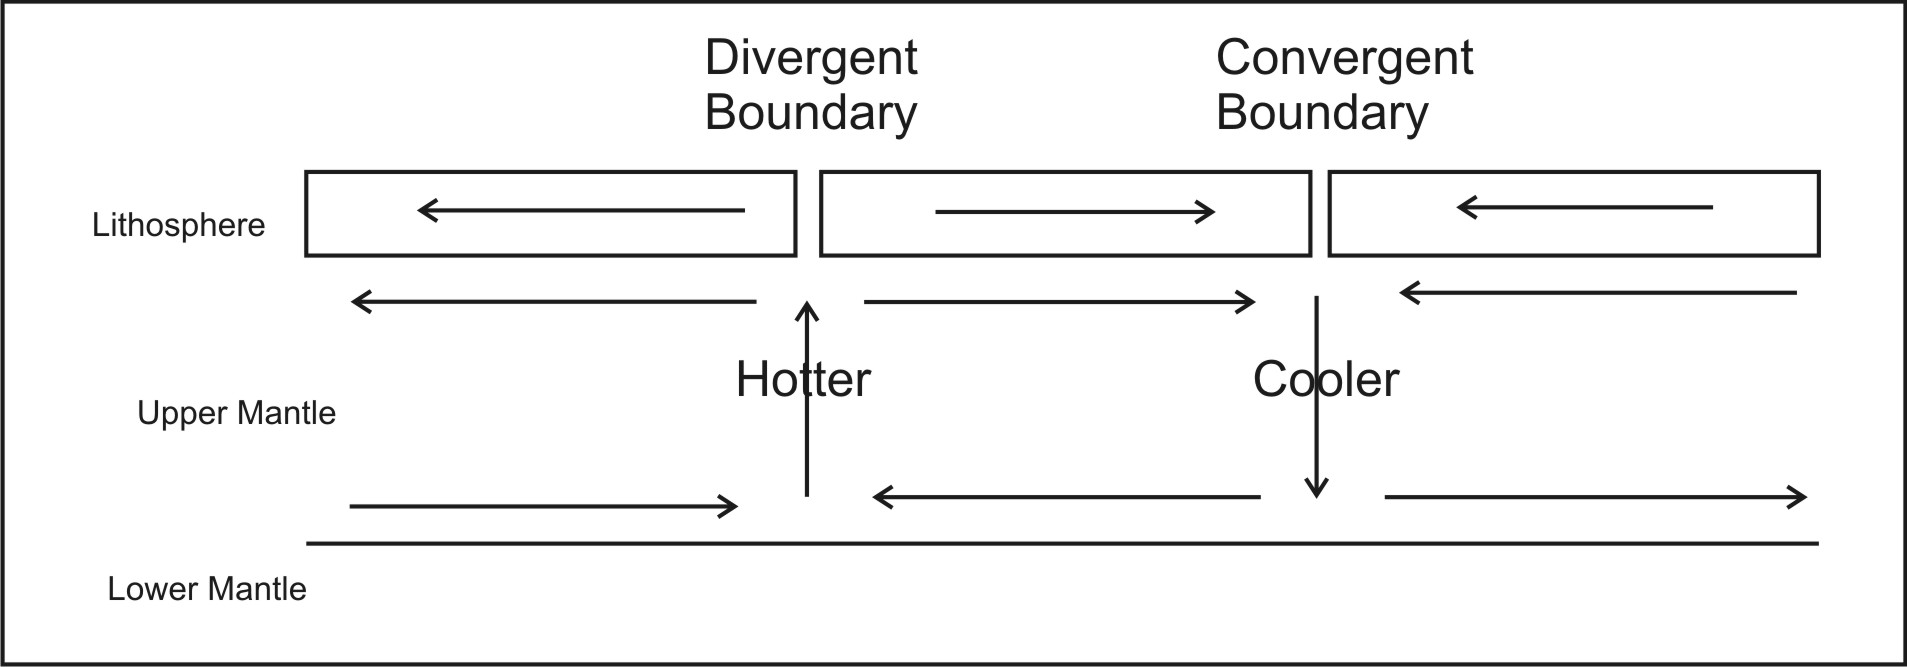 Divergent
Boundary
Convergent
Boundary
Lithosphere
Hotter
Cooler
Upper Mantle
Lower Mantle